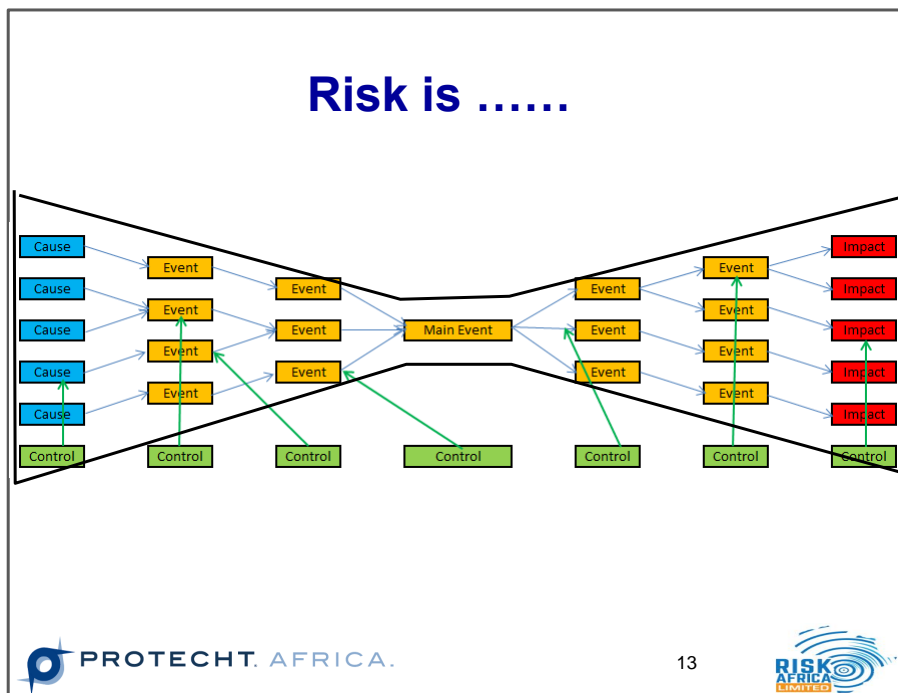 Risk is ......
Cause
Cause
Cause
Cause
Cause
Event
Event
Event
Event
Event
Event
Event
Main Event
Event
Event
Event
Event
Event
Event
Event
Impact
Impact
Impact
Impact
Impact
Control
Control
Control
Control
Control
Control
Control
PROTECHT. AFRICA.
13
RISK
AFRICA
LIMITED